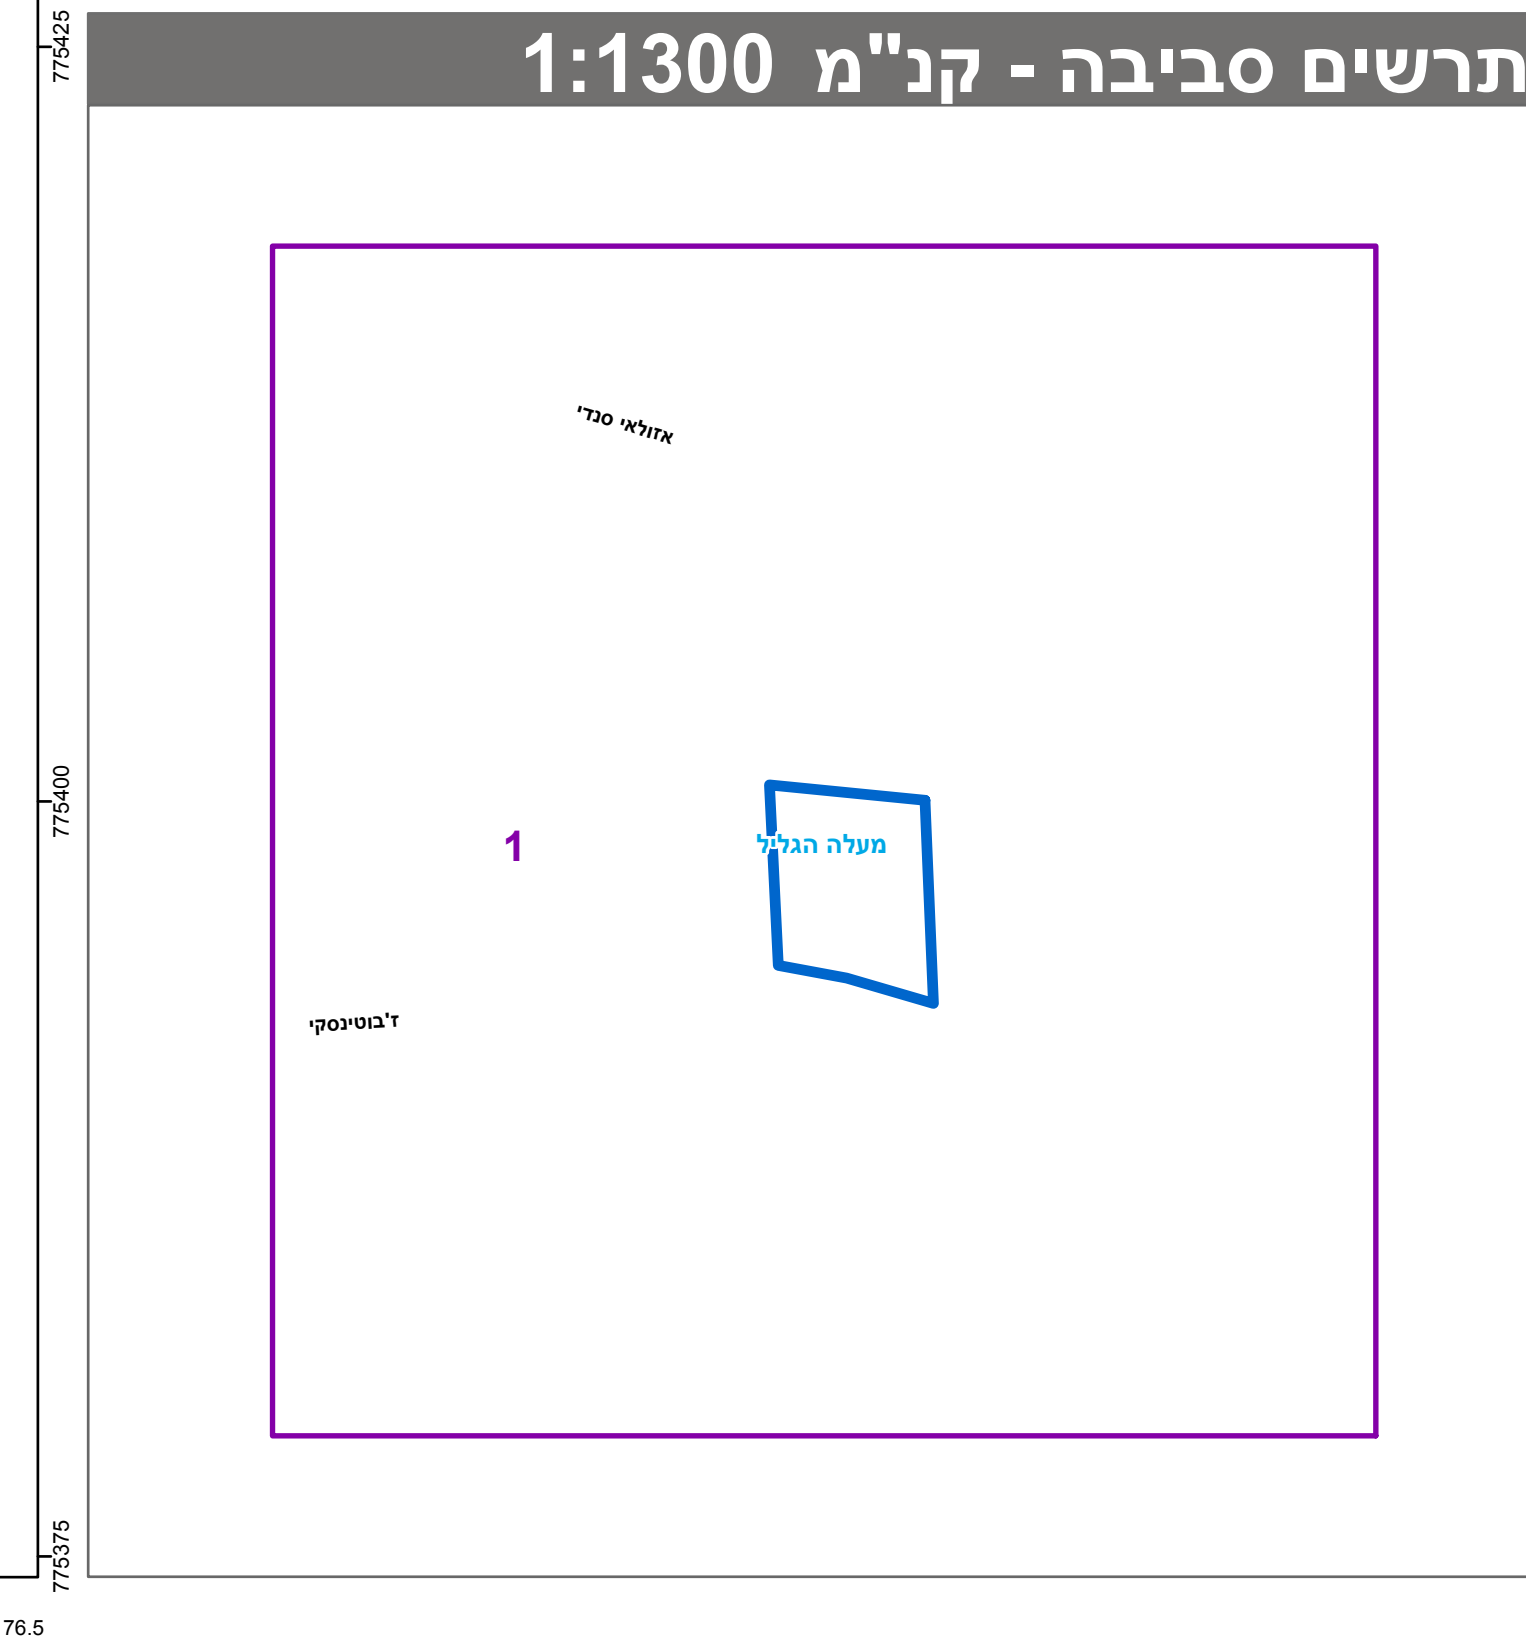 תרשים סביבה - קנ"מ 1:1300
775425
אזולאי סנדי
775400
מעלה הגליל
1
ז'בוטינסקי
775375
76.5